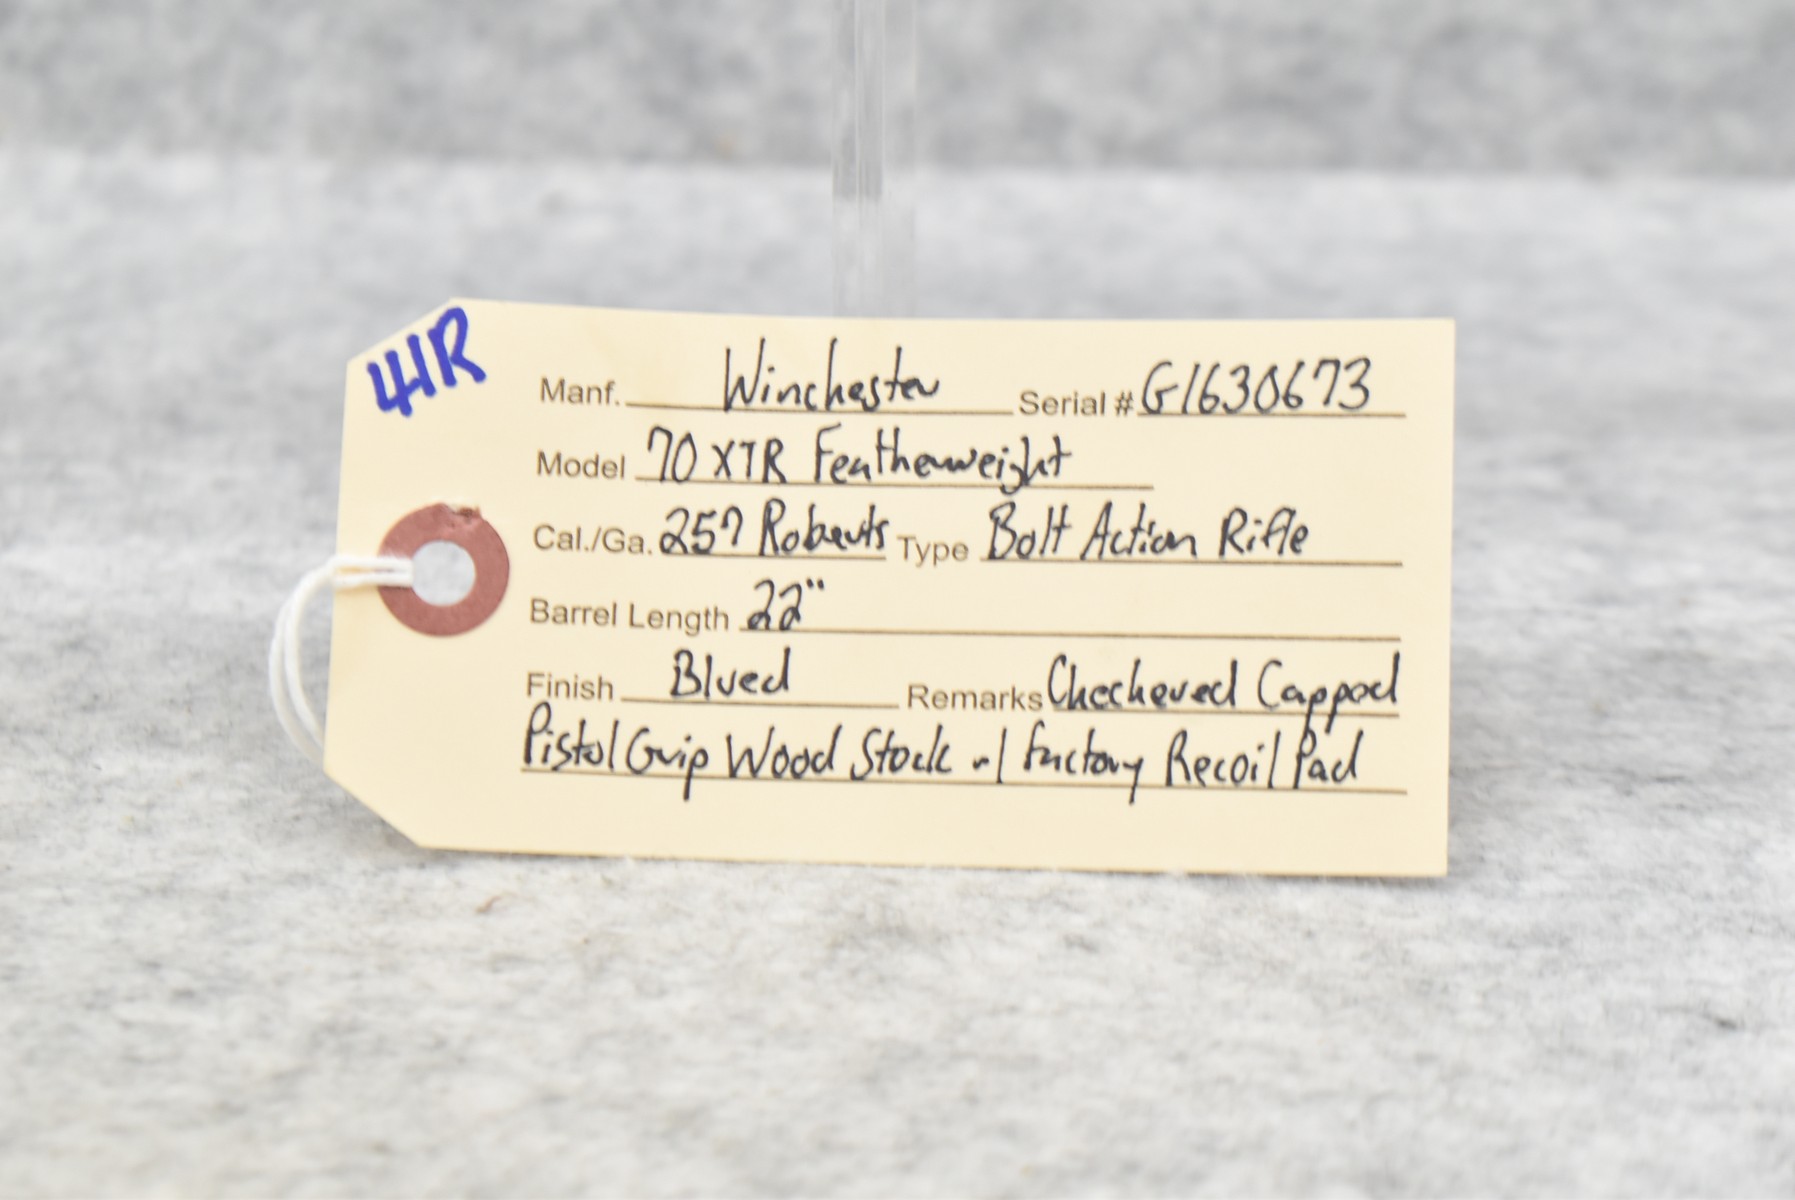 44R
Manf. Winchester Serial # G1630673
Model 70 XTR Featherweight
Cal./Ga. 257 Roberts Type Bolt Action Rifle
Barrel Length 22"
Finish Blued Remarks Checkered Capped
Pistol Grip Wood Stock w/ factory Recoil Pad